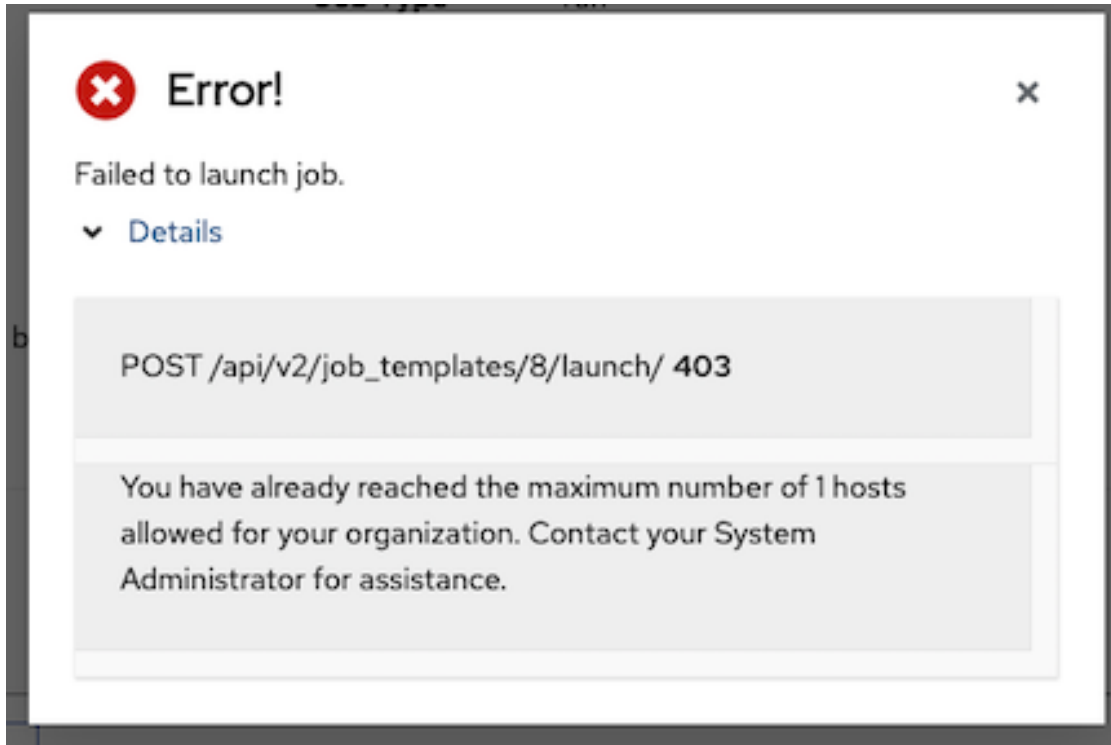 Error!
Failed to launch job.
Details
b
POST /api/v2/job_templates/8/launch/ 403
You have already reached the maximum number of 1 hosts
allowed for your organization. Contact your System
Administrator for assistance.